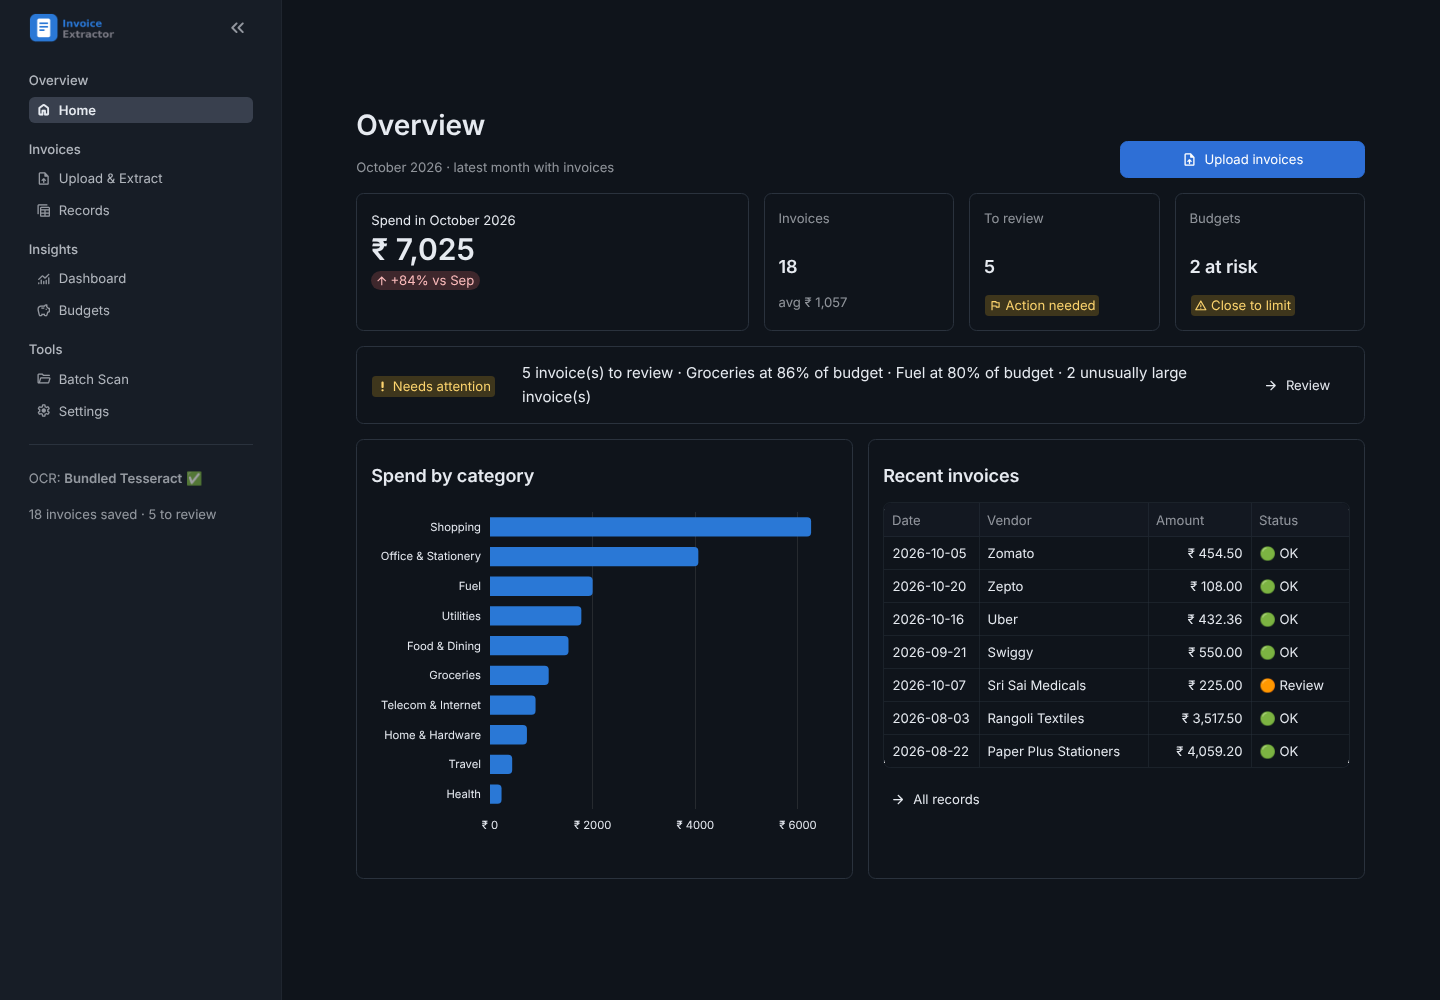 Invoice
Extractor
Overview
Home
Invoices
Upload & Extract
Records
Insights
Dashboard
Budgets
Tools
Batch Scan
Settings
OCR: Bundled Tesseract ✅
18 invoices saved · 5 to review
Overview
October 2026 · latest month with invoices
Upload invoices
Spend in October 2026
₹ 7,025
↑ +84% vs Sep
Invoices
18
avg ₹ 1,057
To review
5
Action needed
Budgets
2 at risk
Close to limit
! Needs attention
5 invoice(s) to review · Groceries at 86% of budget · Fuel at 80% of budget · 2 unusually large
invoice(s)
→ Review
Spend by category
Shopping
Office & Stationery
Fuel
Utilities
Food & Dining
Groceries
Telecom & Internet
Home & Hardware
Travel
Health
₹ 0 ₹ 2000 ₹ 4000 ₹ 6000
Recent invoices
Date Vendor Amount Status
2026-10-05 Zomato ₹ 454.50 🟢 OK
2026-10-20 Zepto ₹ 108.00 🟢 OK
2026-10-16 Uber ₹ 432.36 🟢 OK
2026-09-21 Swiggy ₹ 550.00 🟢 OK
2026-10-07 Sri Sai Medicals ₹ 225.00 🟠 Review
2026-08-03 Rangoli Textiles ₹ 3,517.50 🟢 OK
2026-08-22 Paper Plus Stationers ₹ 4,059.20 🟢 OK
→ All records